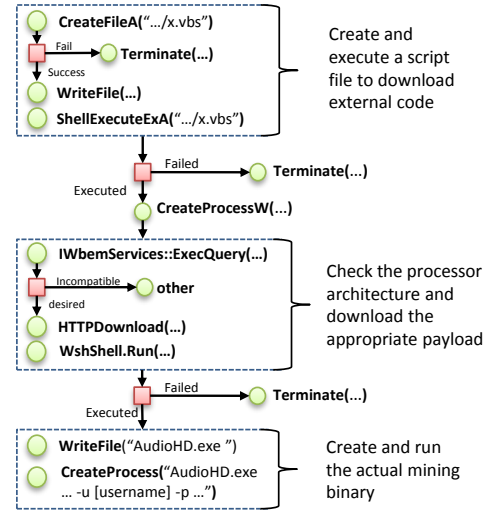 CreateFileA(“.../x.vbs”)
Fail
Terminate(...)
Success
WriteFile(...)
ShellExecuteExA(“.../x.vbs”)
Create and
execute a script
file to download
external code
Failed
Terminate(...)
Executed
CreateProcessW(...)
IWbemServices::ExecQuery(...)
Incompatible
other
desired
HTTPDownload(...)
WshShell.Run(...)
Check the processor
architecture and
download the
appropriate payload
Failed
Terminate(...)
Executed
WriteFile(“AudioHD.exe ”)
CreateProcess(“AudioHD.exe
... -u [username] -p ...”)
Create and run
the actual mining
binary